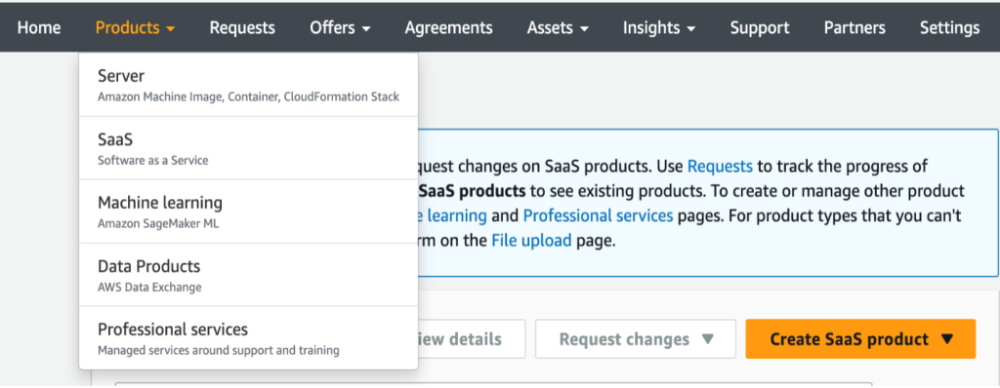 Home Products Requests Offers Agreements Assets Insights Support Partners Settings
Server
Amazon Machine Image, Container, CloudFormation Stack
SaaS
Software as a Service
Machine learning
Amazon SageMaker ML
Data Products
AWS Data Exchange
Professional services
Managed services around support and training
changes on SaaS products. Use Requests to track the progress of
SaaS products to see existing products. To create or manage other product
learning and Professional services pages. For product types that you can't
on the File upload page.
details
Request changes
Create SaaS product